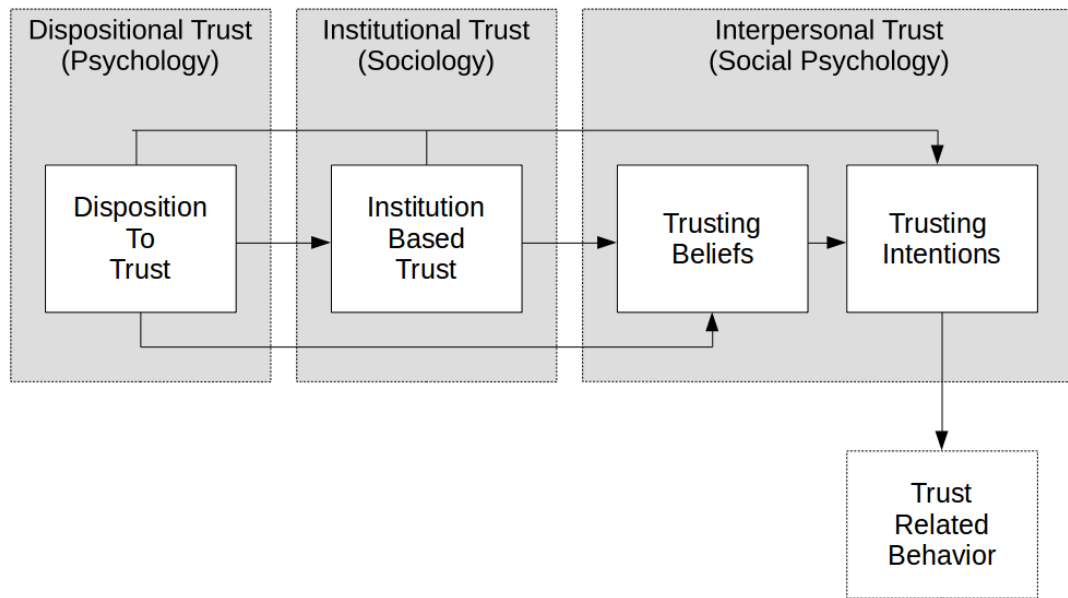 Dispositional Trust
(Psychology)
Institutional Trust
(Sociology)
Interpersonal Trust
(Social Psychology)
Disposition
To
Trust
Institution
Based
Trust
Trusting
Beliefs
Trusting
Intentions
Trust
Related
Behavior